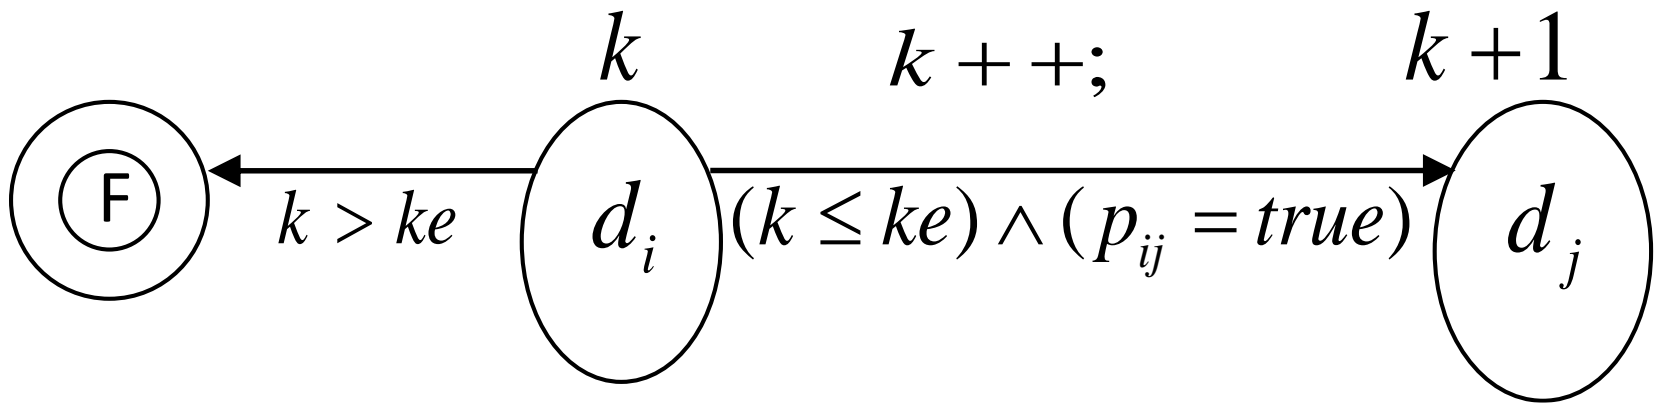 k
k + +;
k + 1
F
k > ke
d_i
(k ≤ ke) ∧ (p_ij = true)
d_j